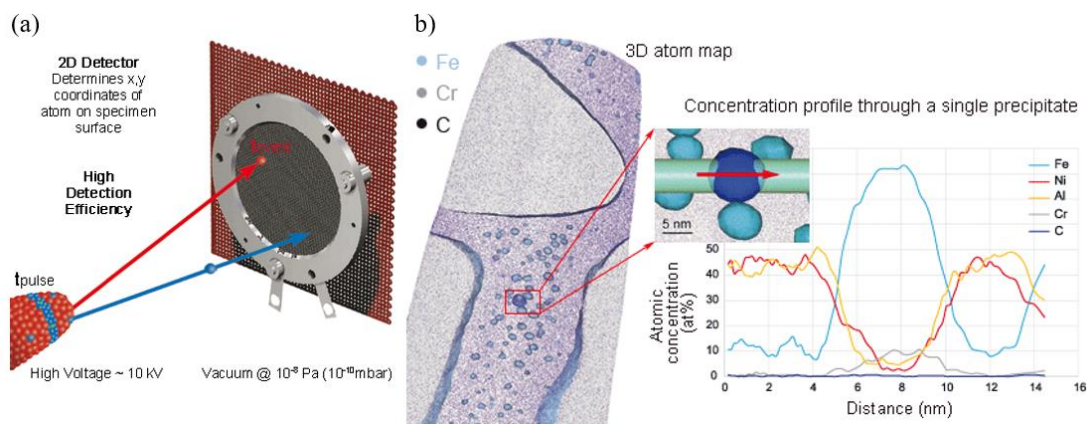 (a)
2D Detector
Determines x,y
coordinates of
atom on specimen
surface
High
Detection
Efficiency
tpulse
High Voltage ~ 10 kV
Vacuum @ 10⁻⁸ Pa (10⁻¹⁰mbar)
b)
Fe
Cr
C
3D atom map
Concentration profile through a single precipitate
5 nm
Fe
Ni
Al
Cr
C
Atomic
concentration
(at%)
50
40
30
20
10
0
0
2
4
6
8
10
12
14
16
Distance (nm)